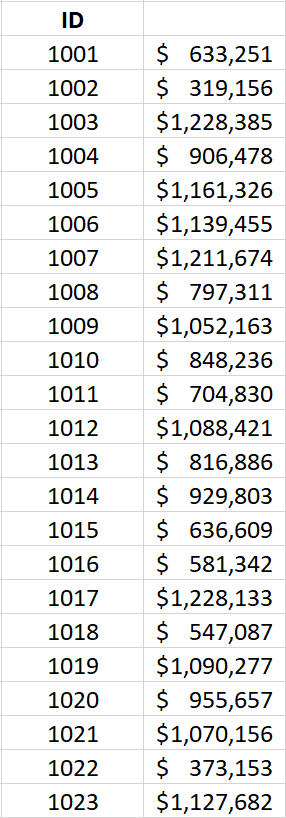 ID
1001 $ 633,251
1002 $ 319,156
1003 $1,228,385
1004 $ 906,478
1005 $1,161,326
1006 $1,139,455
1007 $1,211,674
1008 $ 797,311
1009 $1,052,163
1010 $ 848,236
1011 $ 704,830
1012 $1,088,421
1013 $ 816,886
1014 $ 929,803
1015 $ 636,609
1016 $ 581,342
1017 $1,228,133
1018 $ 547,087
1019 $1,090,277
1020 $ 955,657
1021 $1,070,156
1022 $ 373,153
1023 $1,127,682